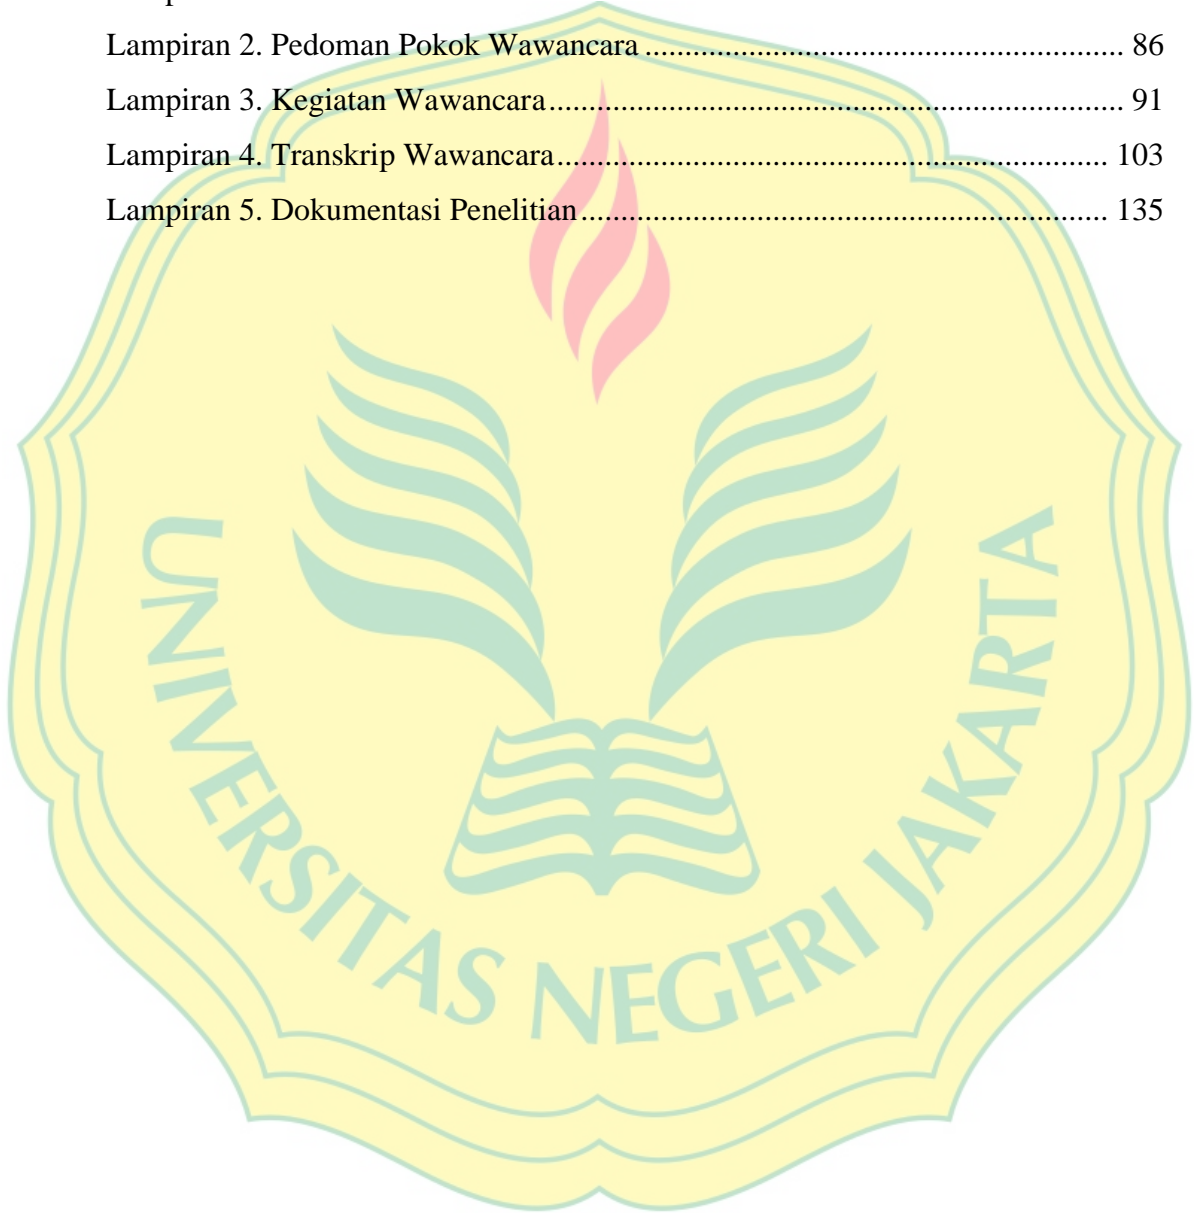 Lampiran 2. Pedoman Pokok Wawancara ............................................................ 86
Lampiran 3. Kegiatan Wawancara........................................................................ 91
Lampiran 4. Transkrip Wawancara..................................................................... 103
Lampiran 5. Dokumentasi Penelitian.................................................................. 135
UNIVERSITAS NEGERI JAKARTA